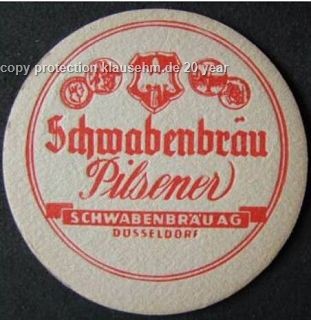 copy protection klausehm.de 20 year
Schwabenbräu
Pilsener
SCHWABENBRÄU AG
DÜSSELDORF